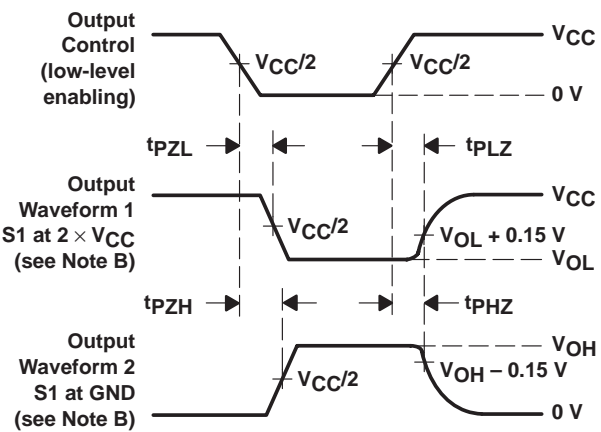 Output
Control
(low-level
enabling)
VCC/2
VCC/2
VCC
0 V
tPZL
tPLZ
Output
Waveform 1
S1 at 2 × VCC
(see Note B)
VCC/2
VCC
VOL + 0.15 V
VOL
tPZH
tPHZ
Output
Waveform 2
S1 at GND
(see Note B)
VCC/2
VOH
VOH – 0.15 V
0 V